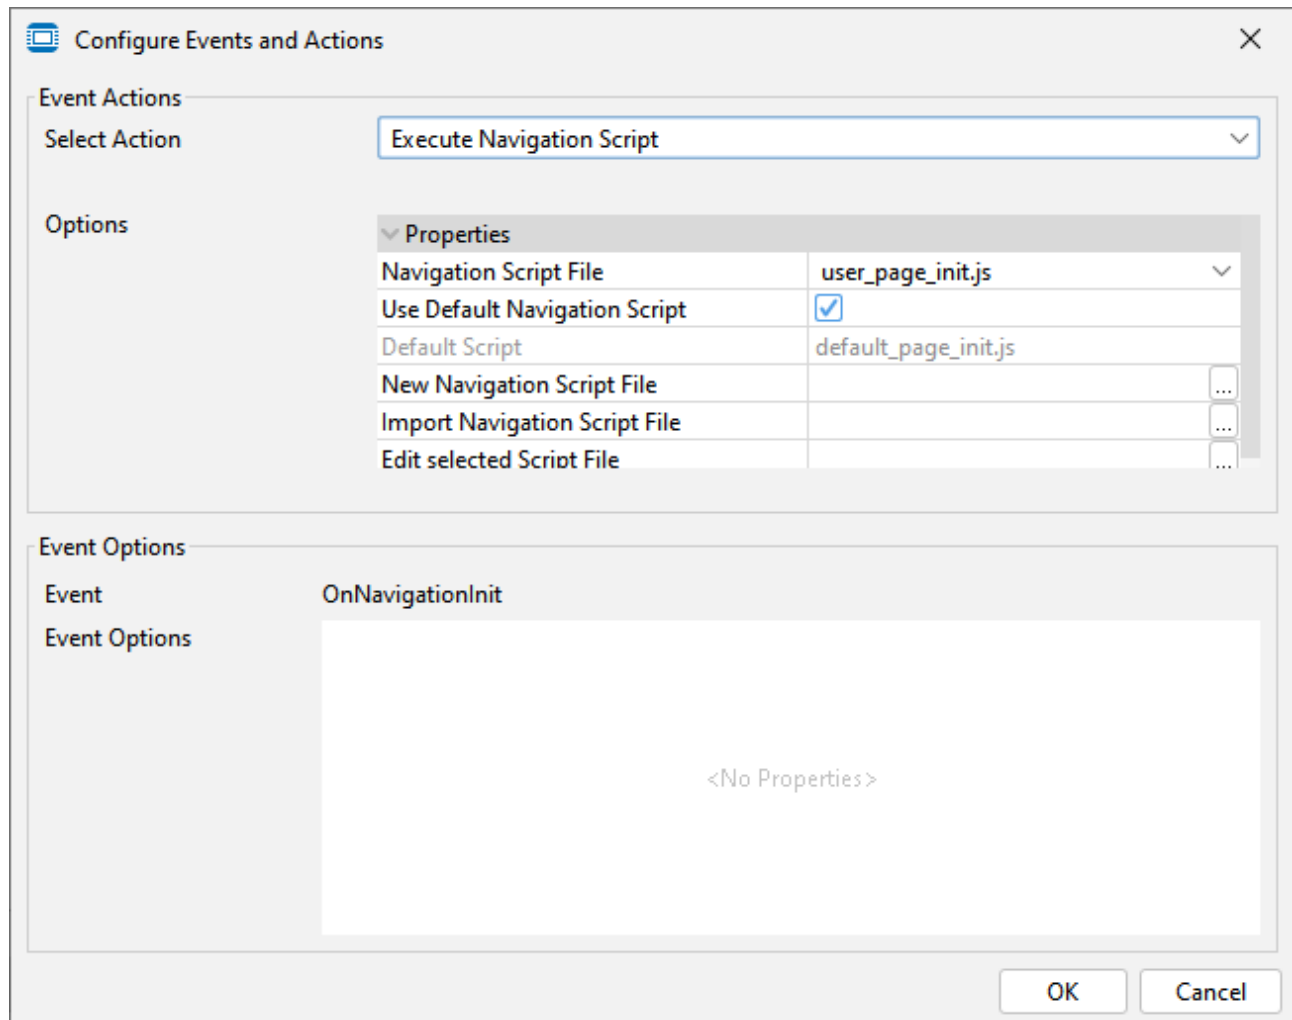 Configure Events and Actions
Event Actions
Select Action
Execute Navigation Script
Options
Properties
Navigation Script File
user_page_init.js
Use Default Navigation Script
Default Script
default_page_init.js
New Navigation Script File
...
Import Navigation Script File
...
Edit selected Script File
...
Event Options
Event
OnNavigationInit
Event Options
<No Properties>
OK
Cancel